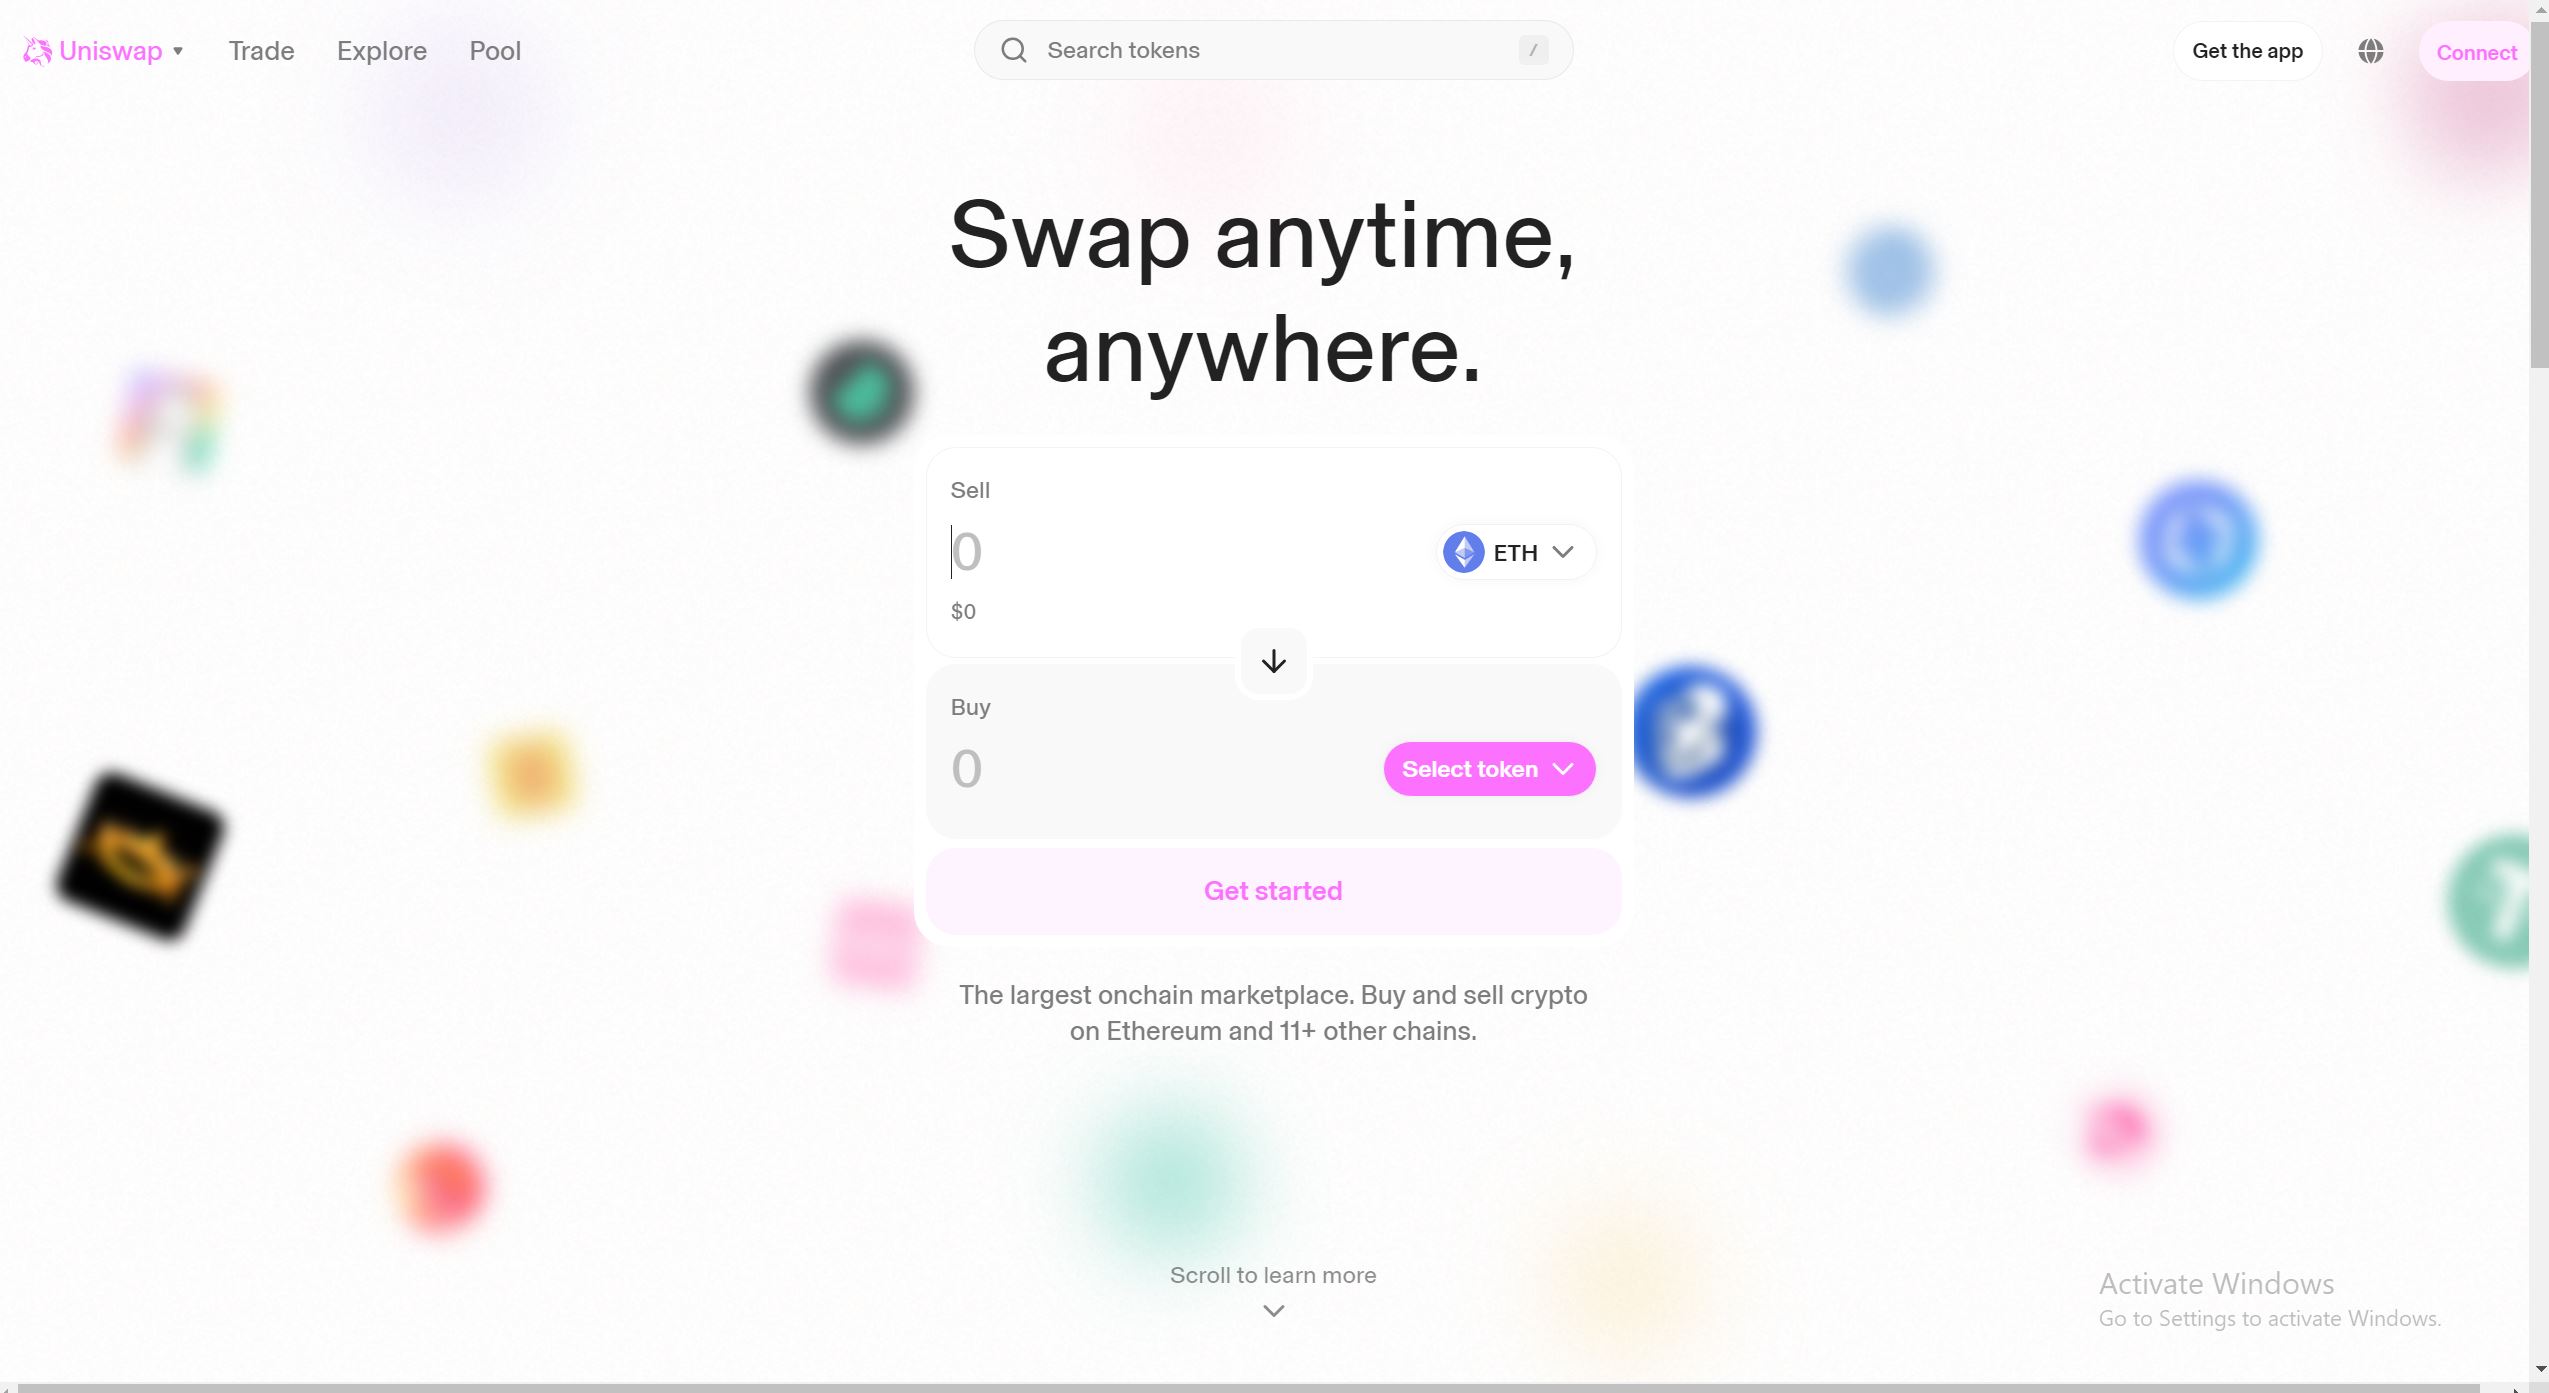 Uniswap
Trade
Explore
Pool
Search tokens
/
Get the app
Connect
Swap anytime,
anywhere.
Sell
0
ETH
$0
Buy
0
Select token
Get started
The largest onchain marketplace. Buy and sell crypto
on Ethereum and 11+ other chains.
Scroll to learn more
Activate Windows
Go to Settings to activate Windows.